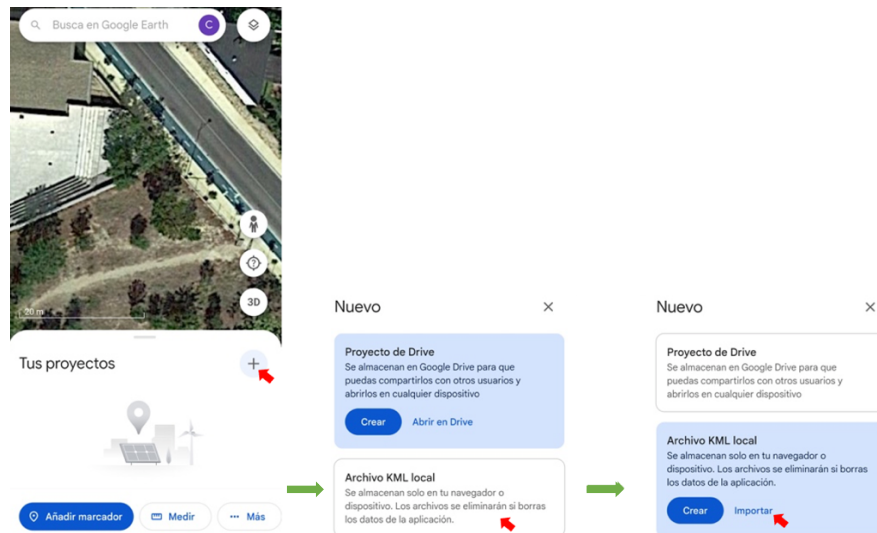 Busca en Google Earth
C
20 m
3D
Tus proyectos
Añadir marcador
Medir
Más
Nuevo
Proyecto de Drive
Se almacenan en Google Drive para que
puedas compartirlos con otros usuarios y
abrirlos en cualquier dispositivo
Crear
Abrir en Drive
Archivo KML local
Se almacenan solo en tu navegador o
dispositivo. Los archivos se eliminarán si borras
los datos de la aplicación.
Nuevo
Proyecto de Drive
Se almacenan en Google Drive para que
puedas compartirlos con otros usuarios y
abrirlos en cualquier dispositivo
Archivo KML local
Se almacenan solo en tu navegador o
dispositivo. Los archivos se eliminarán si borras
los datos de la aplicación.
Crear
Importar